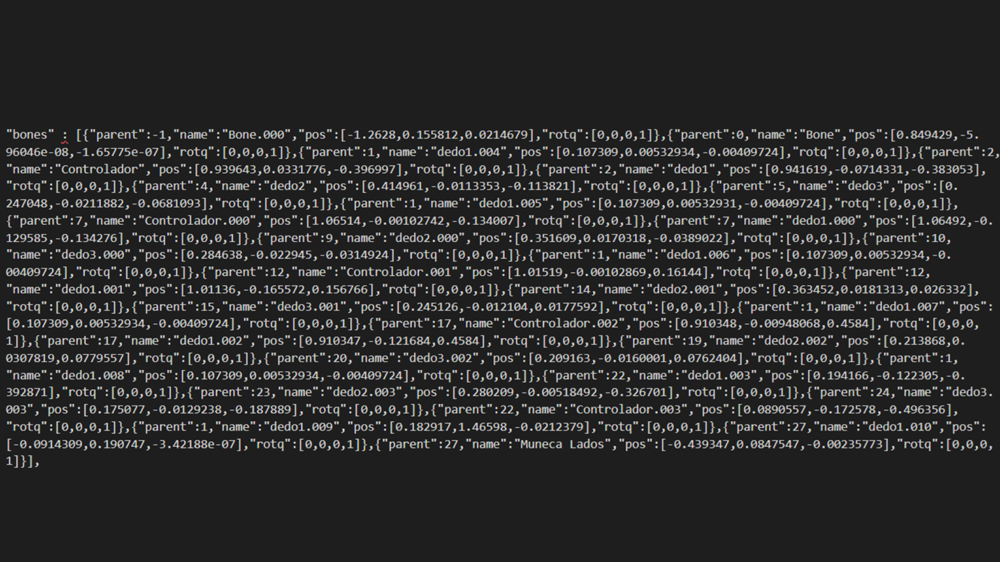 "bones" : [{"parent":-1,"name":"Bone.000","pos":[-1.2628,0.155812,0.0214679],"rotq":[0,0,0,1]},{"parent":0,"name":"Bone","pos":[0.849429,-5.
96046e-08,-1.65775e-07],"rotq":[0,0,0,1]},{"parent":1,"name":"dedo1.004","pos":[0.107309,0.00532934,-0.00409724],"rotq":[0,0,0,1]},{"parent":2,
"name":"Controlador","pos":[0.939643,0.0331776,-0.396997],"rotq":[0,0,0,1]},{"parent":2,"name":"dedo1","pos":[0.941619,-0.0714331,-0.383053],
"rotq":[0,0,0,1]},{"parent":4,"name":"dedo2","pos":[0.414961,-0.0113353,-0.113821],"rotq":[0,0,0,1]},{"parent":5,"name":"dedo3","pos":[0.
247048,-0.0211882,-0.0681093],"rotq":[0,0,0,1]},{"parent":1,"name":"dedo1.005","pos":[0.107309,0.00532931,-0.00409724],"rotq":[0,0,0,1]},
{"parent":7,"name":"Controlador.000","pos":[1.06514,-0.00102742,-0.134007],"rotq":[0,0,0,1]},{"parent":7,"name":"dedo1.000","pos":[1.06492,-0.
129585,-0.134276],"rotq":[0,0,0,1]},{"parent":9,"name":"dedo2.000","pos":[0.351609,0.0170318,-0.0389022],"rotq":[0,0,0,1]},{"parent":10,
"name":"dedo3.000","pos":[0.284638,-0.022945,-0.0314924],"rotq":[0,0,0,1]},{"parent":1,"name":"dedo1.006","pos":[0.107309,0.00532934,-0.
00409724],"rotq":[0,0,0,1]},{"parent":12,"name":"Controlador.001","pos":[1.01519,-0.00102869,0.16144],"rotq":[0,0,0,1]},{"parent":12,
"name":"dedo1.001","pos":[1.01136,-0.165572,0.156766],"rotq":[0,0,0,1]},{"parent":14,"name":"dedo2.001","pos":[0.363452,0.0181313,0.026332],
"rotq":[0,0,0,1]},{"parent":15,"name":"dedo3.001","pos":[0.245126,-0.012104,0.0177592],"rotq":[0,0,0,1]},{"parent":1,"name":"dedo1.007","pos":
[0.107309,0.00532934,-0.00409724],"rotq":[0,0,0,1]},{"parent":17,"name":"Controlador.002","pos":[0.910348,-0.00948068,0.4584],"rotq":[0,0,0,
1]},{"parent":17,"name":"dedo1.002","pos":[0.910347,-0.121684,0.4584],"rotq":[0,0,0,1]},{"parent":19,"name":"dedo2.002","pos":[0.213868,0.
0307819,0.0779557],"rotq":[0,0,0,1]},{"parent":20,"name":"dedo3.002","pos":[0.209163,-0.0160001,0.0762404],"rotq":[0,0,0,1]},{"parent":1,
"name":"dedo1.008","pos":[0.107309,0.00532934,-0.00409724],"rotq":[0,0,0,1]},{"parent":22,"name":"dedo1.003","pos":[0.194166,-0.122305,-0.
392871],"rotq":[0,0,0,1]},{"parent":23,"name":"dedo2.003","pos":[0.280209,-0.00518492,-0.326701],"rotq":[0,0,0,1]},{"parent":24,"name":"dedo3.
003","pos":[0.175077,-0.0129238,-0.187889],"rotq":[0,0,0,1]},{"parent":22,"name":"Controlador.003","pos":[0.0890557,-0.172578,-0.496356],
"rotq":[0,0,0,1]},{"parent":1,"name":"dedo1.009","pos":[0.182917,1.46598,-0.0212379],"rotq":[0,0,0,1]},{"parent":27,"name":"dedo1.010","pos":
[-0.0914309,0.190747,-3.42188e-07],"rotq":[0,0,0,1]},{"parent":27,"name":"Muneca Lados","pos":[-0.439347,0.0847547,-0.00235773],"rotq":[0,0,0,
1]}],